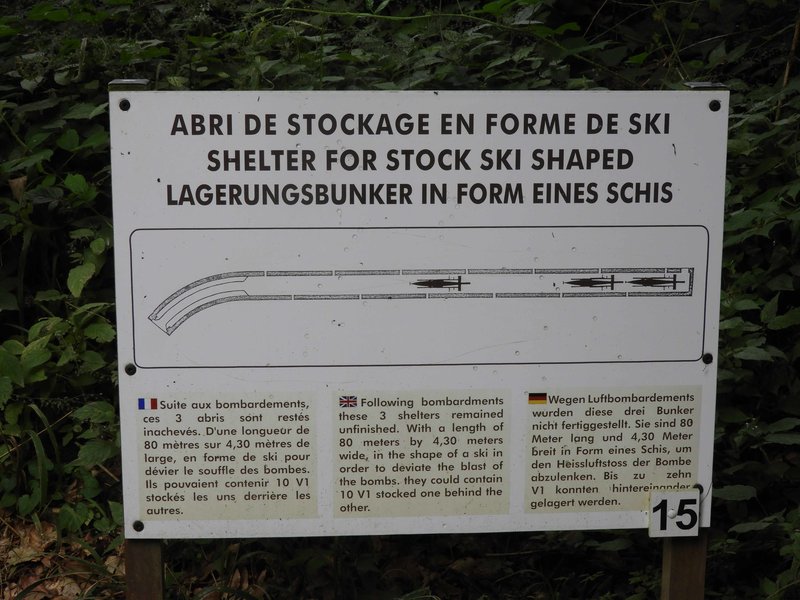 ABRI DE STOCKAGE EN FORME DE SKI
SHELTER FOR STOCK SKI SHAPED
LAGERUNGSBUNKER IN FORM EINES SCHIS
Suite aux bombardements,
ces 3 abris sont restés
inachevés. D'une longueur de
80 mètres sur 4,30 mètres de
large, en forme de ski pour
dévier le souffle des bombes.
Ils pouvaient contenir 10 V1
stockés les uns derrière les
autres.
Following bombardments
these 3 shelters remained
unfinished. With a length of
80 meters by 4,30 meters
wide, in the shape of a ski in
order to deviate the blast of
the bombs. they could contain
10 V1 stocked one behind the
other.
Wegen Luftbombardements
wurden diese drei Bunker
nicht fertiggestellt. Sie sind 80
Meter lang und 4,30 Meter
breit in Form eines Schis, um
den Heissluftstoss der Bombe
abzulenken. Bis zu zehn
V1 konnten hintereinander
gelagert werden.
15